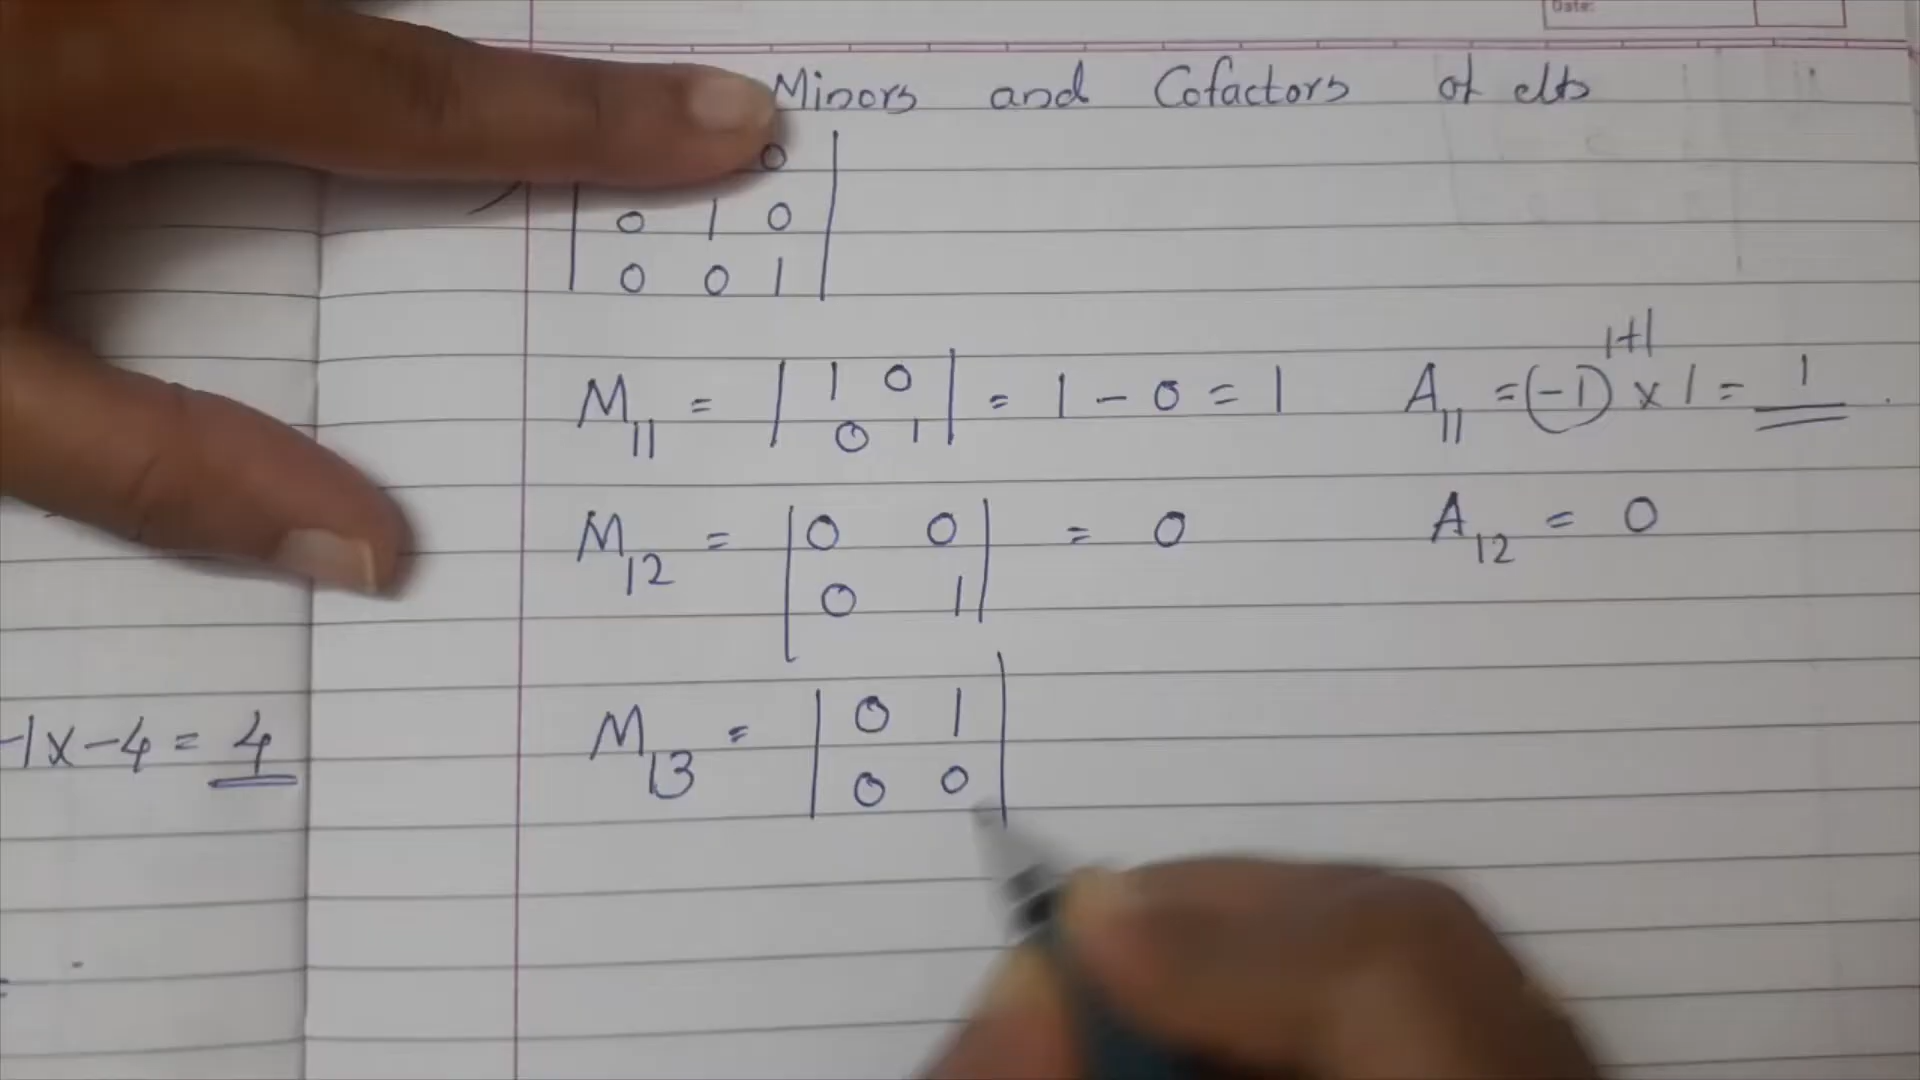 Date:
Minors and Cofactors of elts
0
0 1 0
0 0 1
M11 = | 1 0 | = 1 - 0 = 1 A11 = (-1)^1+1 x 1 = 1
0 1
M12 = | 0 0 | = 0 A12 = 0
0 1
M13 = | 0 1 |
0 0
-1x-4 = 4